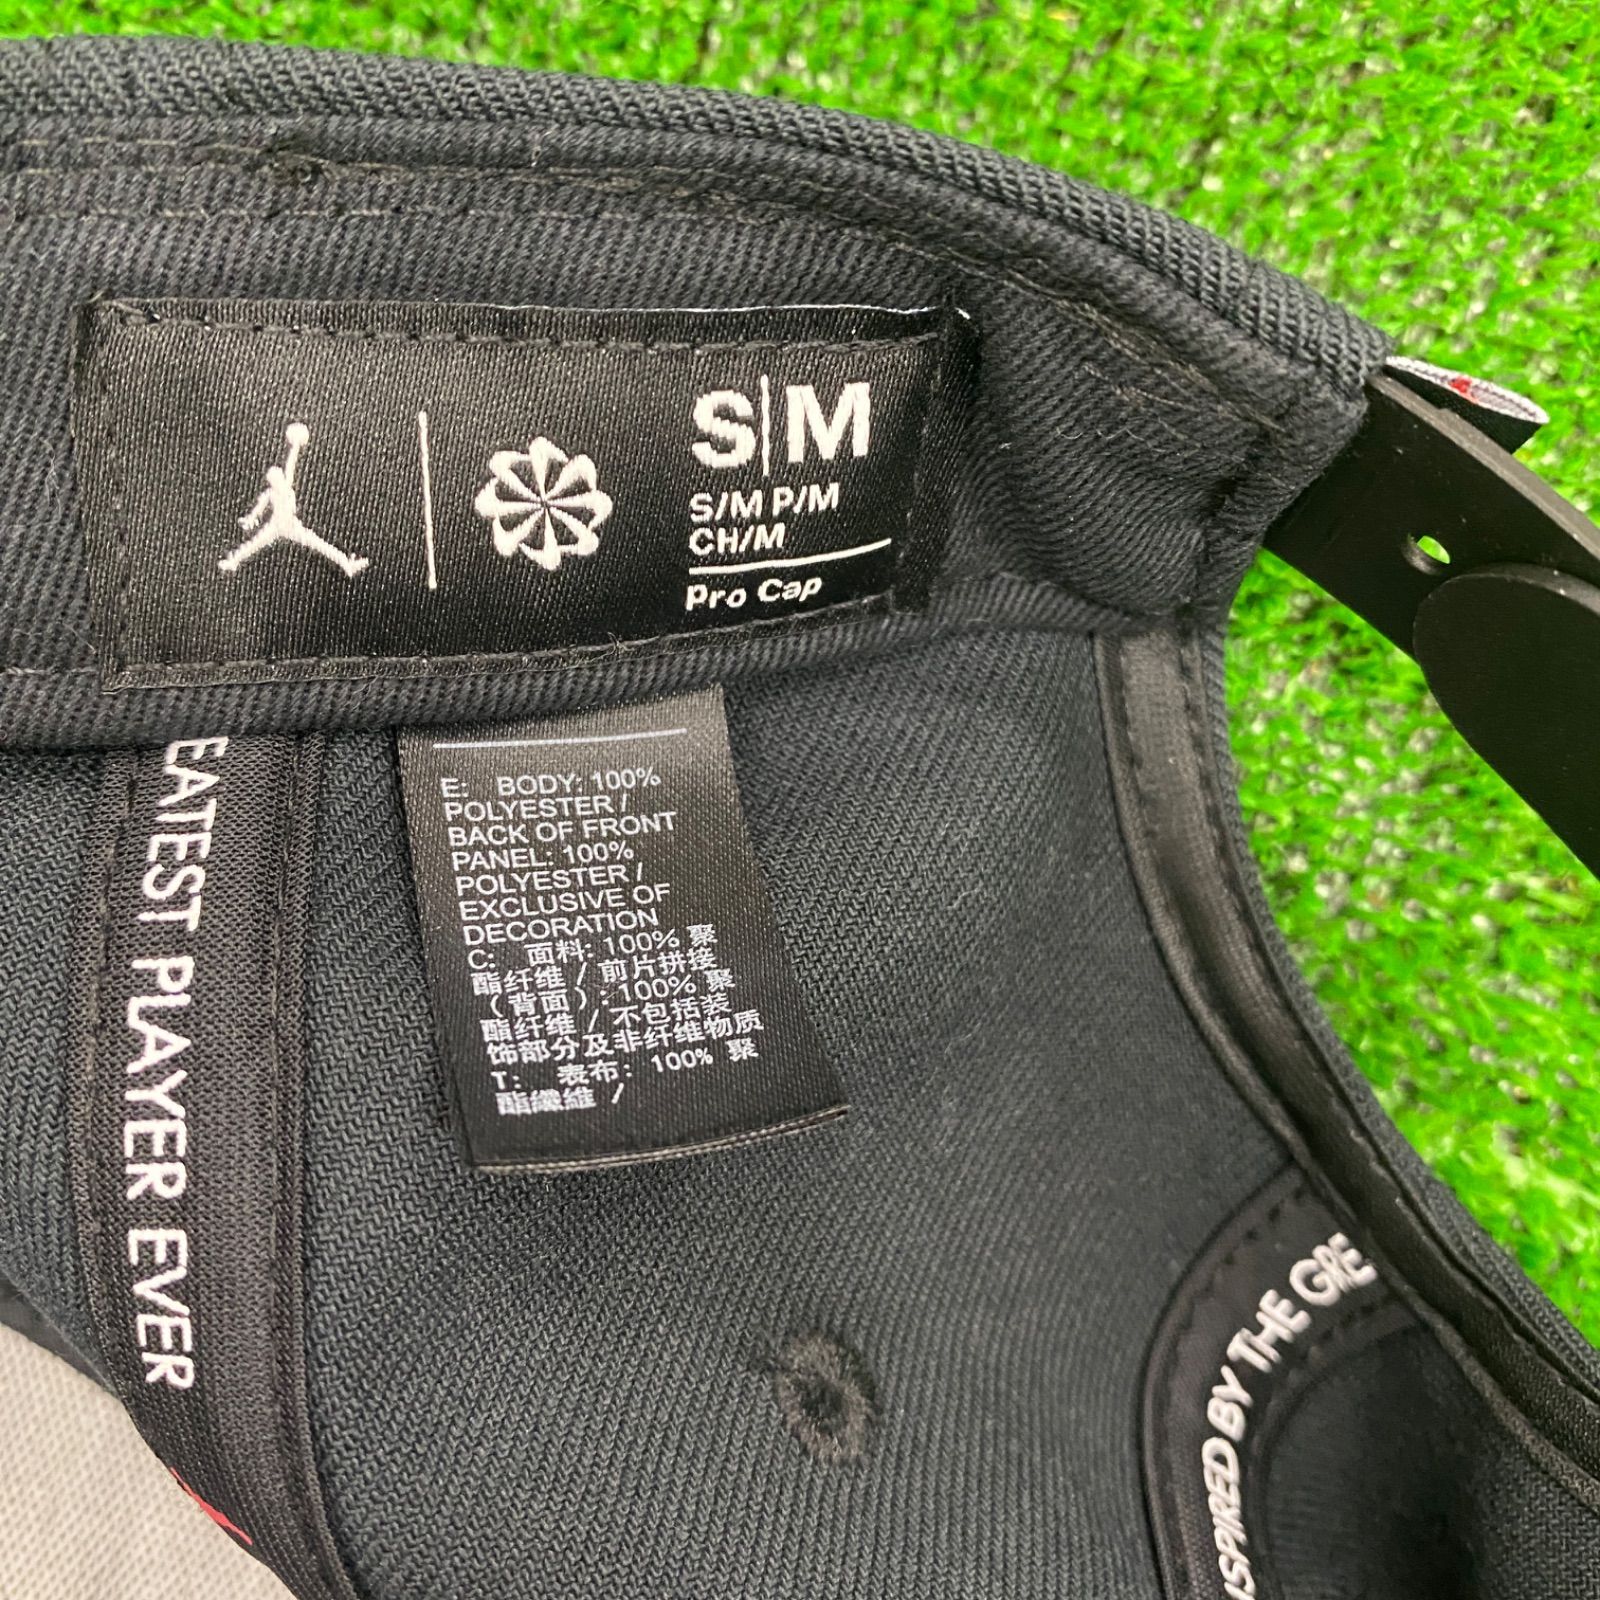 S|M
S/M P/M
CH/M
Pro Cap
E: BODY: 100%
POLYESTER /
BACK OF FRONT
PANEL: 100%
POLYESTER /
EXCLUSIVE OF
DECORATION
C: 面料: 100% 聚
酯纤维 / 前片拼接
(背面): 100% 聚
酯纤维 / 不包括装
饰部分及非纤维物质
T: 表布: 100% 聚
酯纖維 /
EATEST PLAYER EVER
NSPIRED BY THE GRE